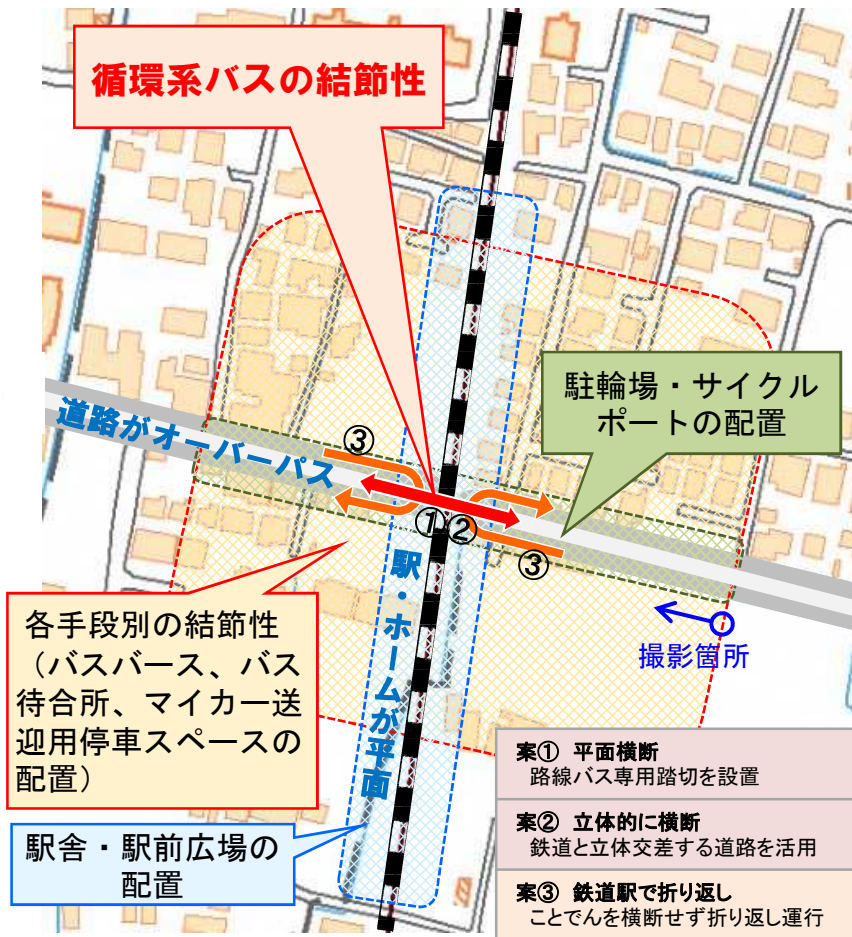 循環系バスの結節性
駐輪場・サイクル
ポートの配置
道路がオーバーパス
③
①②
③
駅・ホームが平面
撮影箇所
各手段別の結節性
（バスバース、バス
待合所、マイカー送
迎用停車スペースの
配置）
駅舎・駅前広場の
配置
案① 平面横断
路線バス専用踏切を設置
案② 立体的に横断
鉄道と立体交差する道路を活用
案③ 鉄道駅で折り返し
ことでんを横断せず折り返し運行